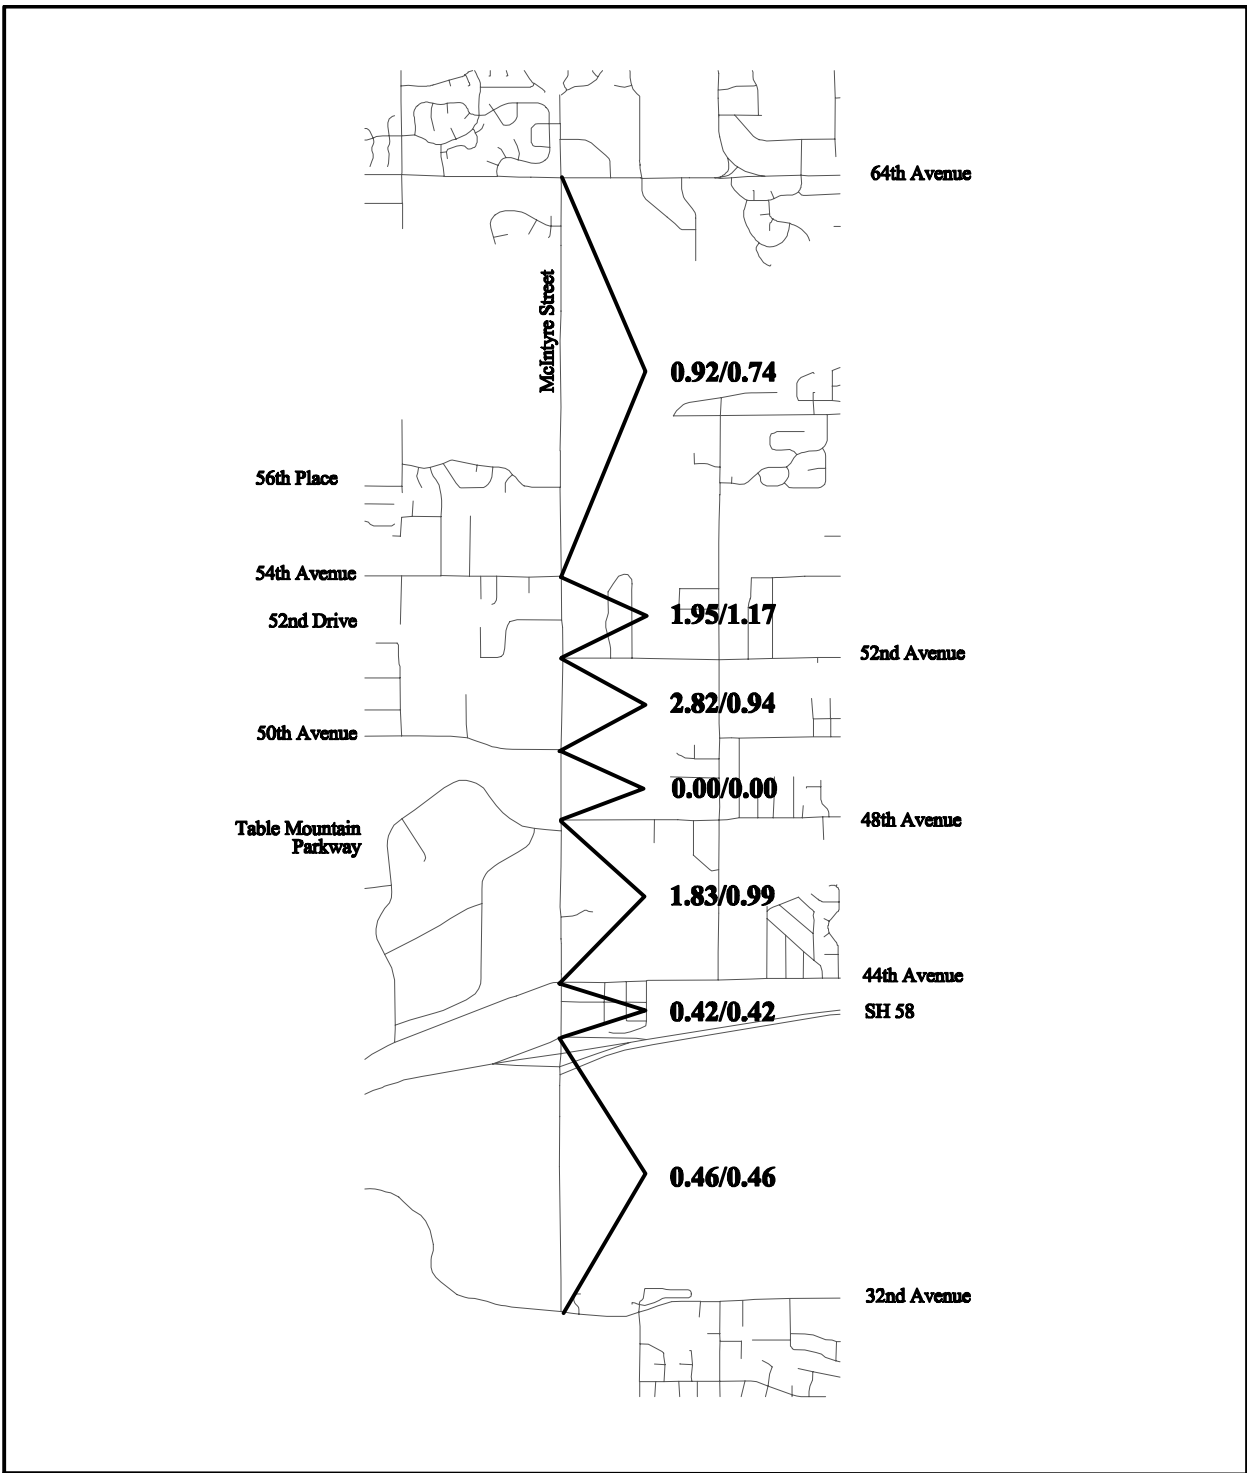 64th Avenue
McIntyre Street
0.92/0.74
56th Place
54th Avenue
1.95/1.17
52nd Drive
52nd Avenue
2.82/0.94
50th Avenue
0.00/0.00
48th Avenue
Table Mountain
Parkway
1.83/0.99
44th Avenue
0.42/0.42
SH 58
0.46/0.46
32nd Avenue